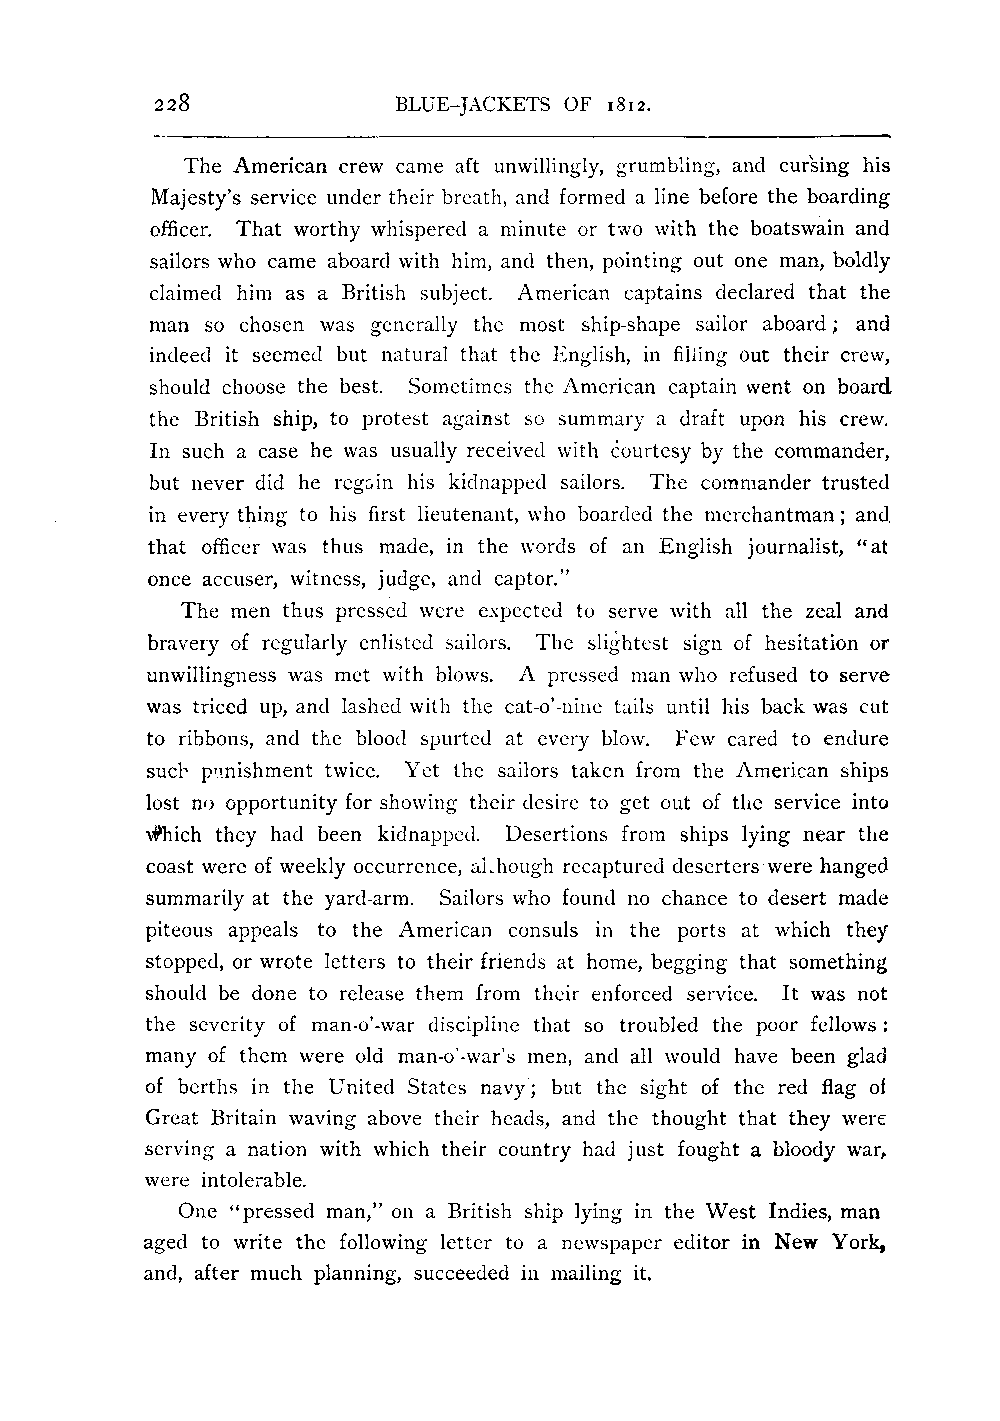 228 BLUE-JACKETS OF 1812.
The American crew came aft unwillingly, grumbling, and cursing his
Majesty's service under their breath, and formed a line before the boarding
officer. That worthy whispered a minute or two with the boatswain and
sailors who came aboard with him, and then, pointing out one man, boldly
claimed him as a British subject. American captains declared that the
man so chosen was generally the most ship-shape sailor aboard; and
indeed it seemed but natural that the English, in filling out their crew,
should choose the best. Sometimes the American captain went on board
the British ship, to protest against so summary a draft upon his crew.
In such a case he was usually received with courtesy by the commander,
but never did he regain his kidnapped sailors. The commander trusted
in every thing to his first lieutenant, who boarded the merchantman; and
that officer was thus made, in the words of an English journalist, "at
once accuser, witness, judge, and captor."
The men thus pressed were expected to serve with all the zeal and
bravery of regularly enlisted sailors. The slightest sign of hesitation or
unwillingness was met with blows. A pressed man who refused to serve
was triced up, and lashed with the cat-o'-nine tails until his back was cut
to ribbons, and the blood spurted at every blow. Few cared to endure
such punishment twice. Yet the sailors taken from the American ships
lost no opportunity for showing their desire to get out of the service into
which they had been kidnapped. Desertions from ships lying near the
coast were of weekly occurrence, although recaptured deserters were hanged
summarily at the yard-arm. Sailors who found no chance to desert made
piteous appeals to the American consuls in the ports at which they
stopped, or wrote letters to their friends at home, begging that something
should be done to release them from their enforced service. It was not
the severity of man-o'-war discipline that so troubled the poor fellows:
many of them were old man-o'-war's men, and all would have been glad
of berths in the United States navy; but the sight of the red flag of
Great Britain waving above their heads, and the thought that they were
serving a nation with which their country had just fought a bloody war,
were intolerable.
One "pressed man," on a British ship lying in the West Indies, man
aged to write the following letter to a newspaper editor in New York,
and, after much planning, succeeded in mailing it.